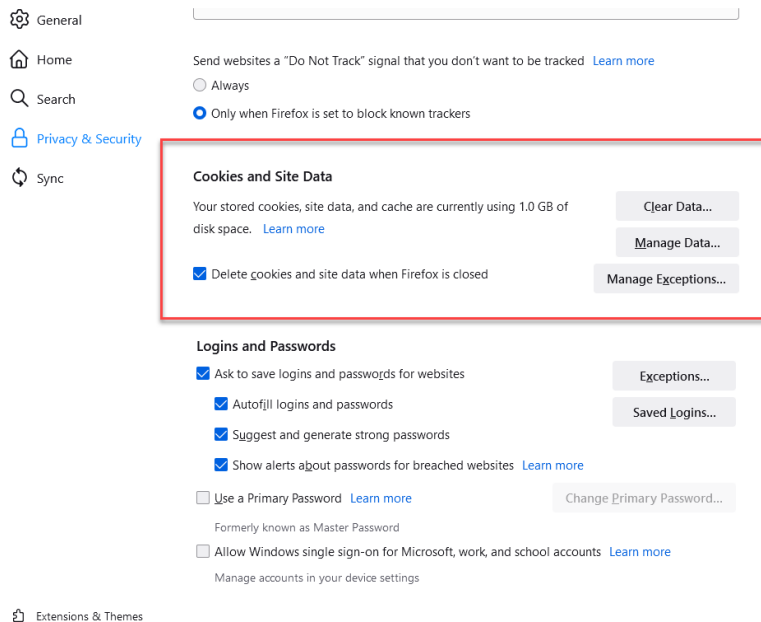 General
Home
Search
Privacy & Security
Sync
Extensions & Themes
Send websites a “Do Not Track” signal that you don’t want to be tracked Learn more
Always
Only when Firefox is set to block known trackers
Cookies and Site Data
Your stored cookies, site data, and cache are currently using 1.0 GB of
disk space. Learn more
Clear Data...
Manage Data...
Delete cookies and site data when Firefox is closed
Manage Exceptions...
Logins and Passwords
Ask to save logins and passwords for websites
Exceptions...
Autofill logins and passwords
Saved Logins...
Suggest and generate strong passwords
Show alerts about passwords for breached websites Learn more
Use a Primary Password Learn more
Change Primary Password...
Formerly known as Master Password
Allow Windows single sign-on for Microsoft, work, and school accounts Learn more
Manage accounts in your device settings